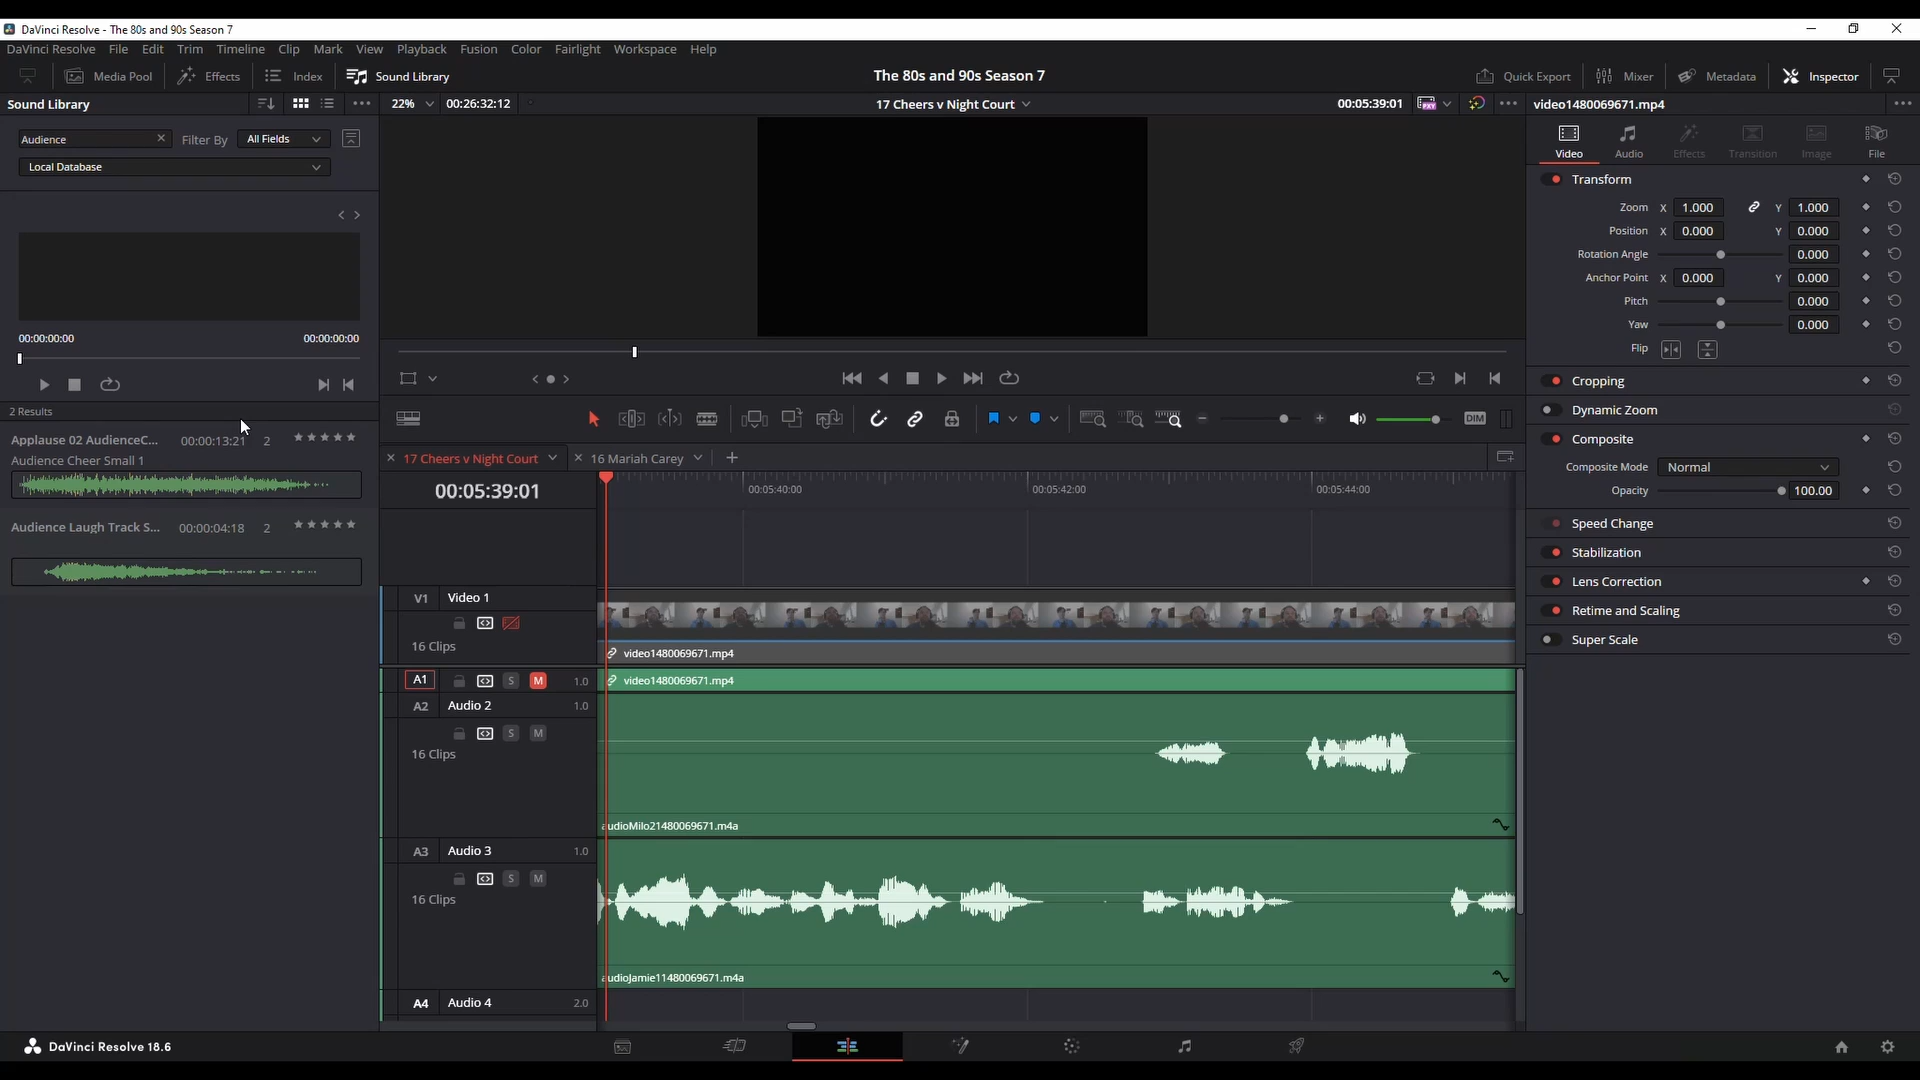 DaVinci Resolve - The 80s and 90s Season 7
DaVinci Resolve File Edit Trim Timeline Clip Mark View Playback Fusion Color Fairlight Workspace Help
Media Pool Effects Index Sound Library The 80s and 90s Season 7 Quick Export Mixer Metadata Inspector
Sound Library 22% 00:26:32:12 17 Cheers v Night Court 00:05:39:01 video1480069671.mp4
Audience Filter By All Fields
Local Database
Video Audio Effects Transition Image File
Transform
Zoom X 1.000 Y 1.000
Position X 0.000 Y 0.000
Rotation Angle 0.000
Anchor Point X 0.000 Y 0.000
Pitch 0.000
Yaw 0.000
Flip
00:00:00:00 00:00:00:00
Cropping
Dynamic Zoom
Composite
Composite Mode Normal
Opacity 100.00
Speed Change
Stabilization
Lens Correction
Retime and Scaling
Super Scale
2 Results
Applause 02 AudienceC... 00:00:13:21 2
Audience Cheer Small 1
Audience Laugh Track S... 00:00:04:18 2
DIM
17 Cheers v Night Court 16 Mariah Carey
00:05:39:01 00:05:40:00 00:05:42:00 00:05:44:00
V1 Video 1
16 Clips
video1480069671.mp4
A1 S M 1.0 video1480069671.mp4
A2 Audio 2 1.0
S M
16 Clips
audioMilo21480069671.m4a
A3 Audio 3 1.0
S M
16 Clips
audioJamie11480069671.m4a
A4 Audio 4 2.0
DaVinci Resolve 18.6